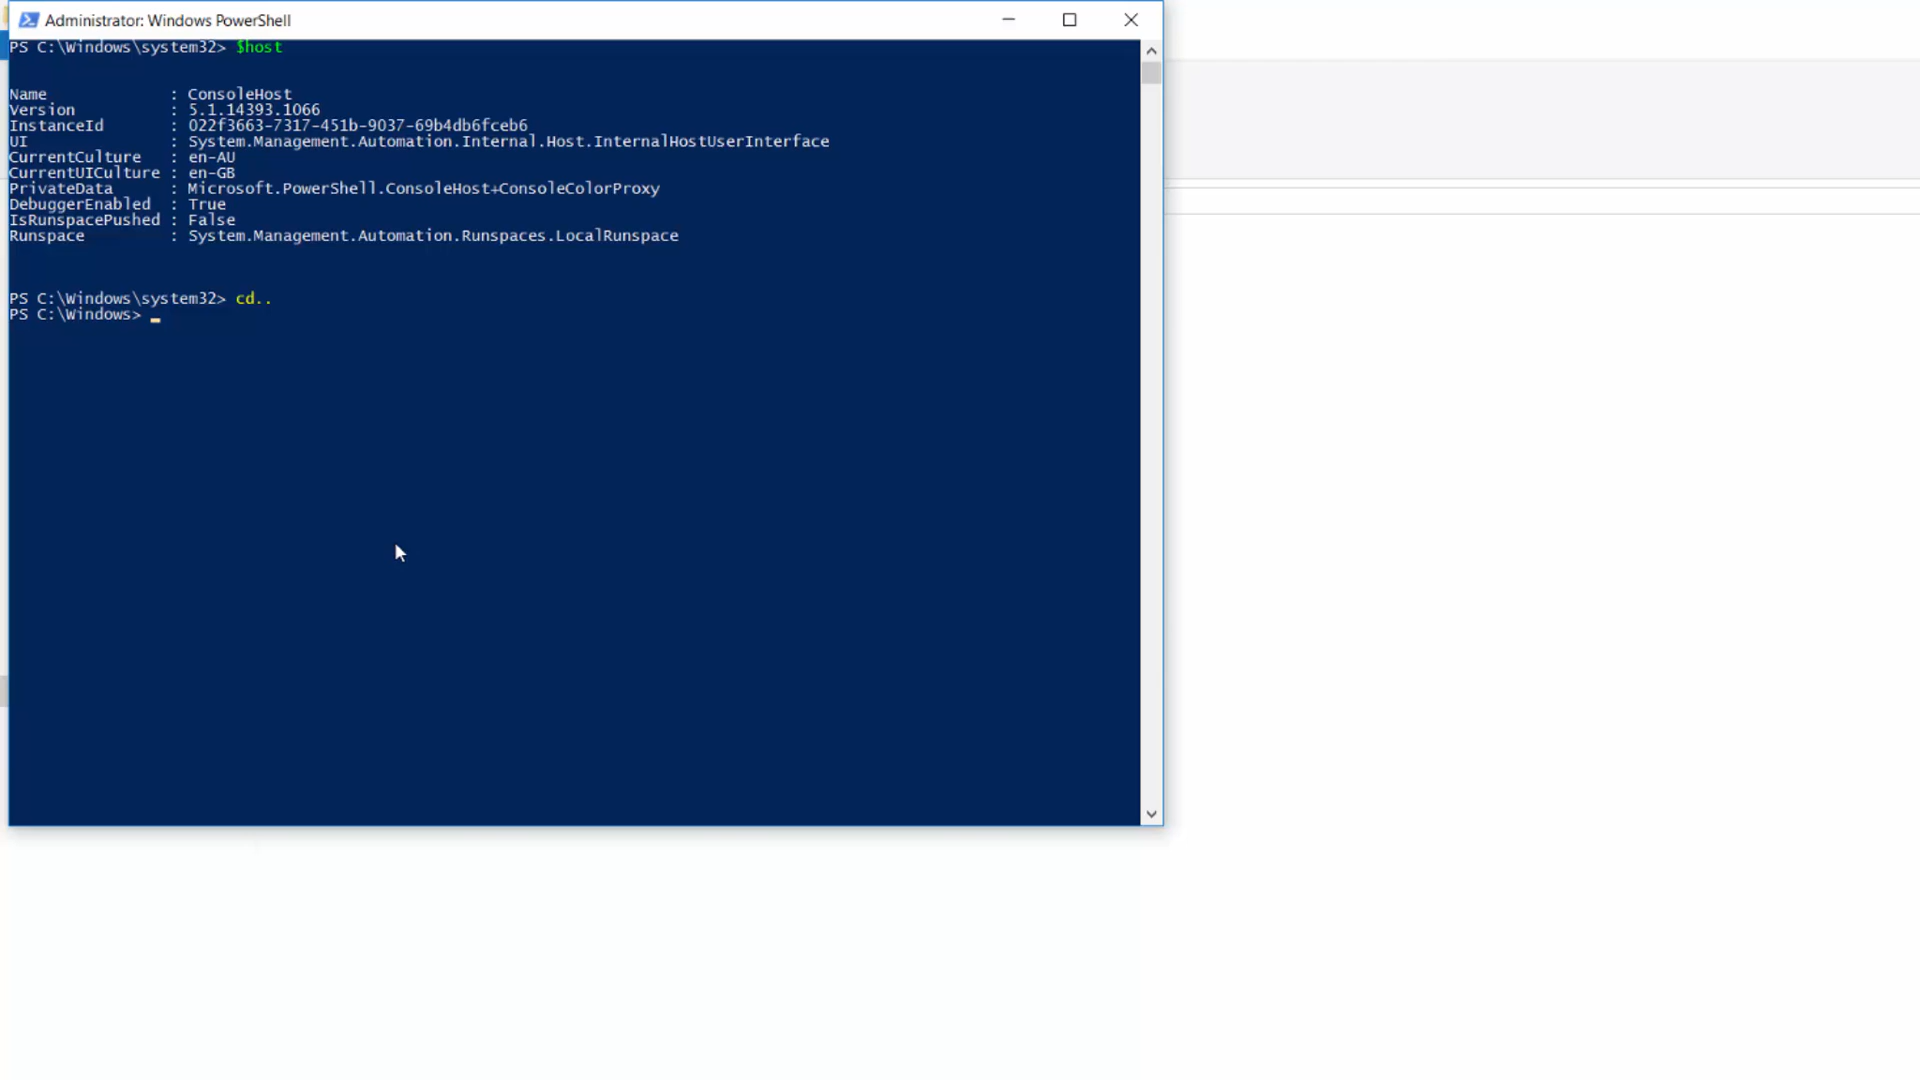 Administrator: Windows PowerShell
PS C:\Windows\system32> $host
Name             : ConsoleHost
Version          : 5.1.14393.1066
InstanceId       : 022f3663-7317-451b-9037-69b4db6fceb6
UI               : System.Management.Automation.Internal.Host.InternalHostUserInterface
CurrentCulture   : en-AU
CurrentUICulture : en-GB
PrivateData      : Microsoft.PowerShell.ConsoleHost+ConsoleColorProxy
DebuggerEnabled  : True
IsRunspacePushed : False
Runspace         : System.Management.Automation.Runspaces.LocalRunspace
PS C:\Windows\system32> cd..
PS C:\Windows> _